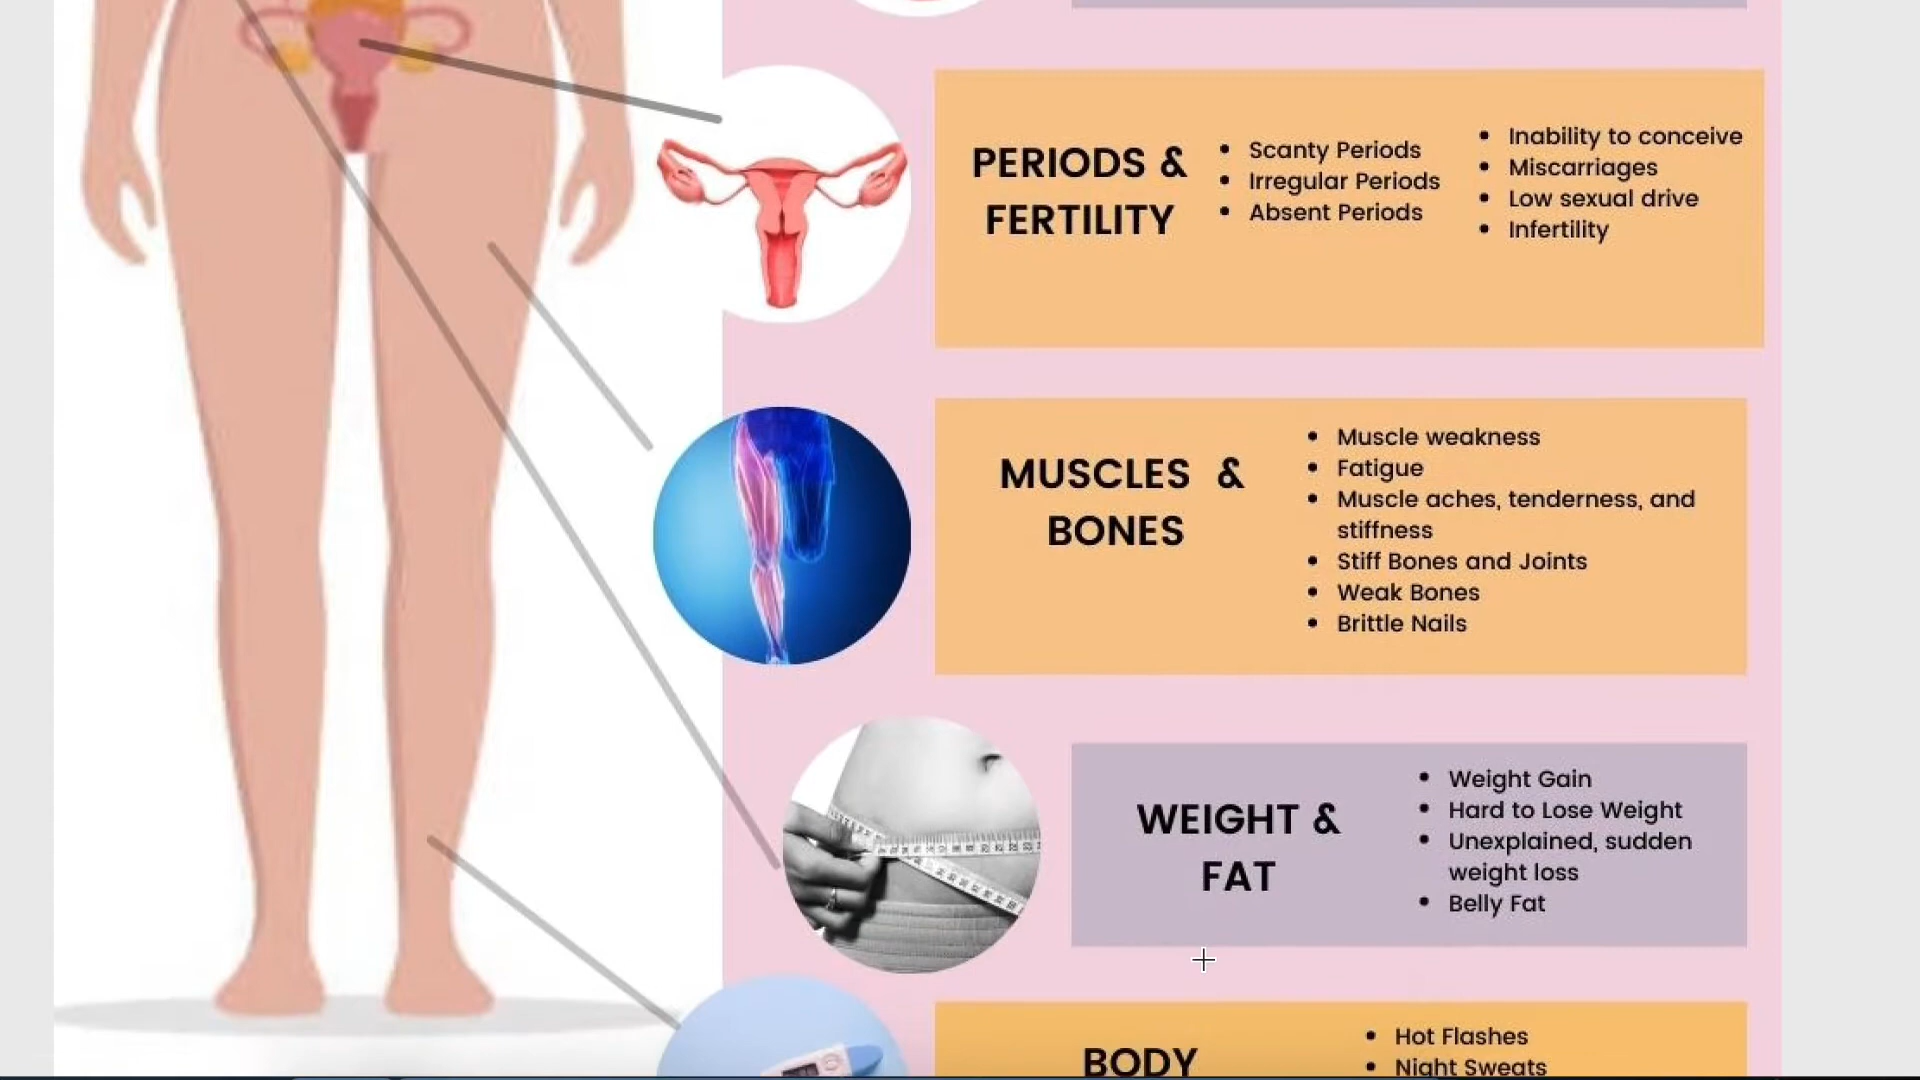 PERIODS &
FERTILITY
Scanty Periods
Irregular Periods
Absent Periods
Inability to conceive
Miscarriages
Low sexual drive
Infertility
MUSCLES &
BONES
Muscle weakness
Fatigue
Muscle aches, tenderness, and
stiffness
Stiff Bones and Joints
Weak Bones
Brittle Nails
WEIGHT &
FAT
Weight Gain
Hard to Lose Weight
Unexplained, sudden
weight loss
Belly Fat
BODY
Hot Flashes
Night Sweats